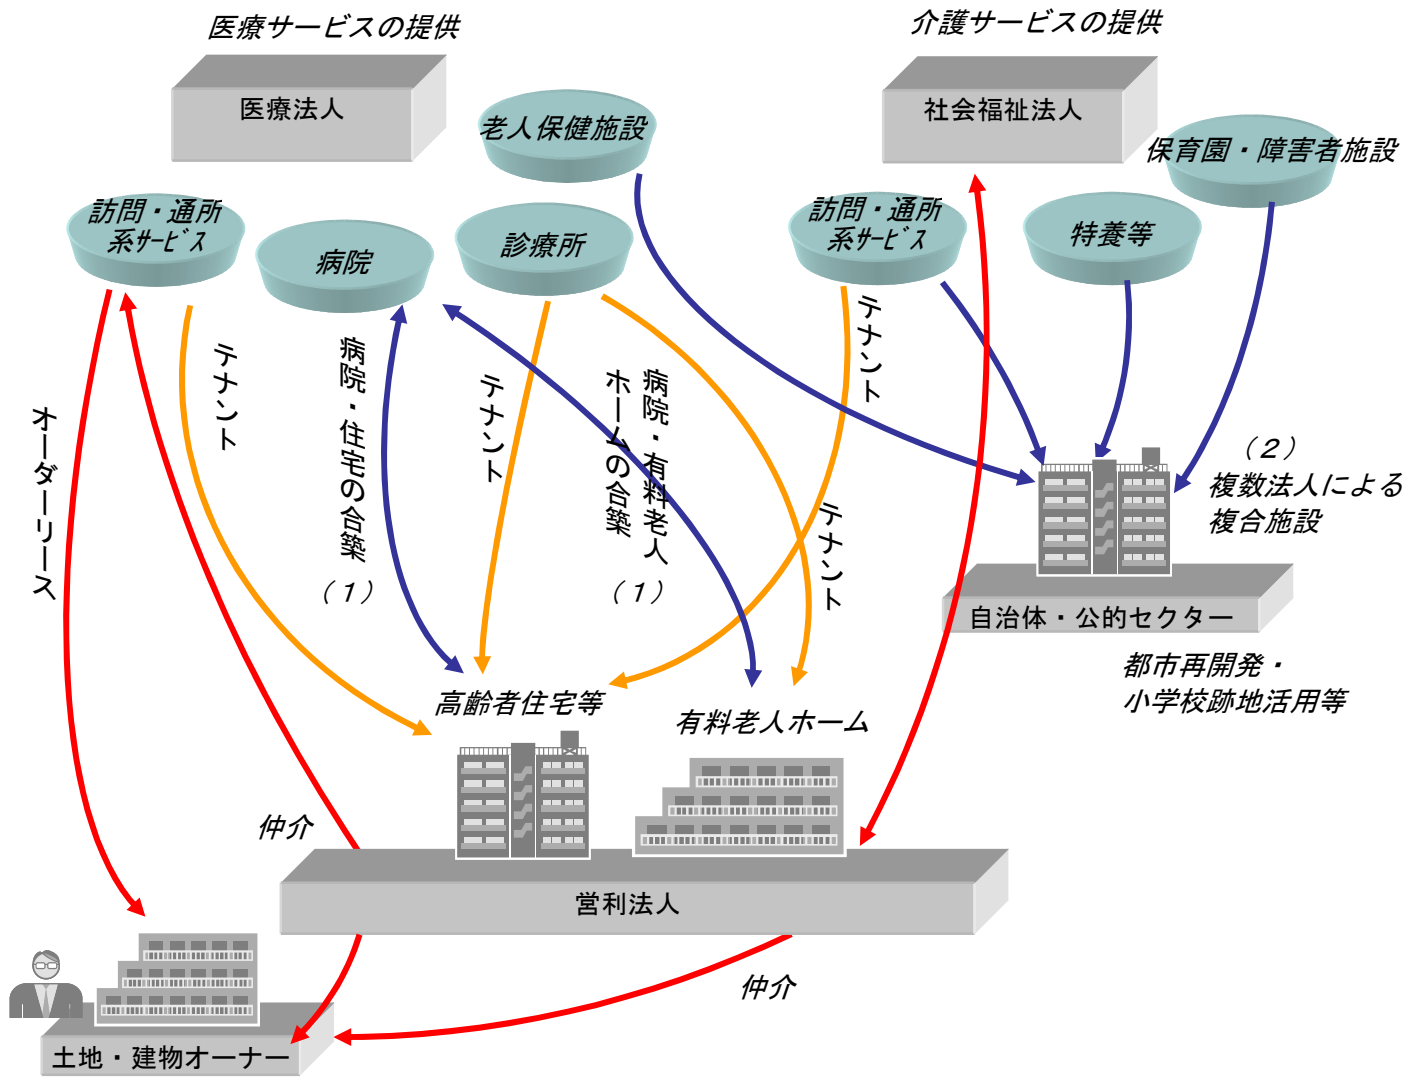 医療サービスの提供
介護サービスの提供
医療法人
社会福祉法人
老人保健施設
保育園・障害者施設
訪問・通所
系ｻｰﾋﾞｽ
病院
診療所
訪問・通所
系ｻｰﾋﾞｽ
特養等
テナント
病院・住宅の合築
（１）
テナント
病院・有料老人
ホームの合築
（１）
テナント
テナント
オーダーリース
（２）
複数法人による
複合施設
自治体・公的セクター
都市再開発・
小学校跡地活用等
高齢者住宅等
有料老人ホーム
仲介
営利法人
仲介
土地・建物オーナー